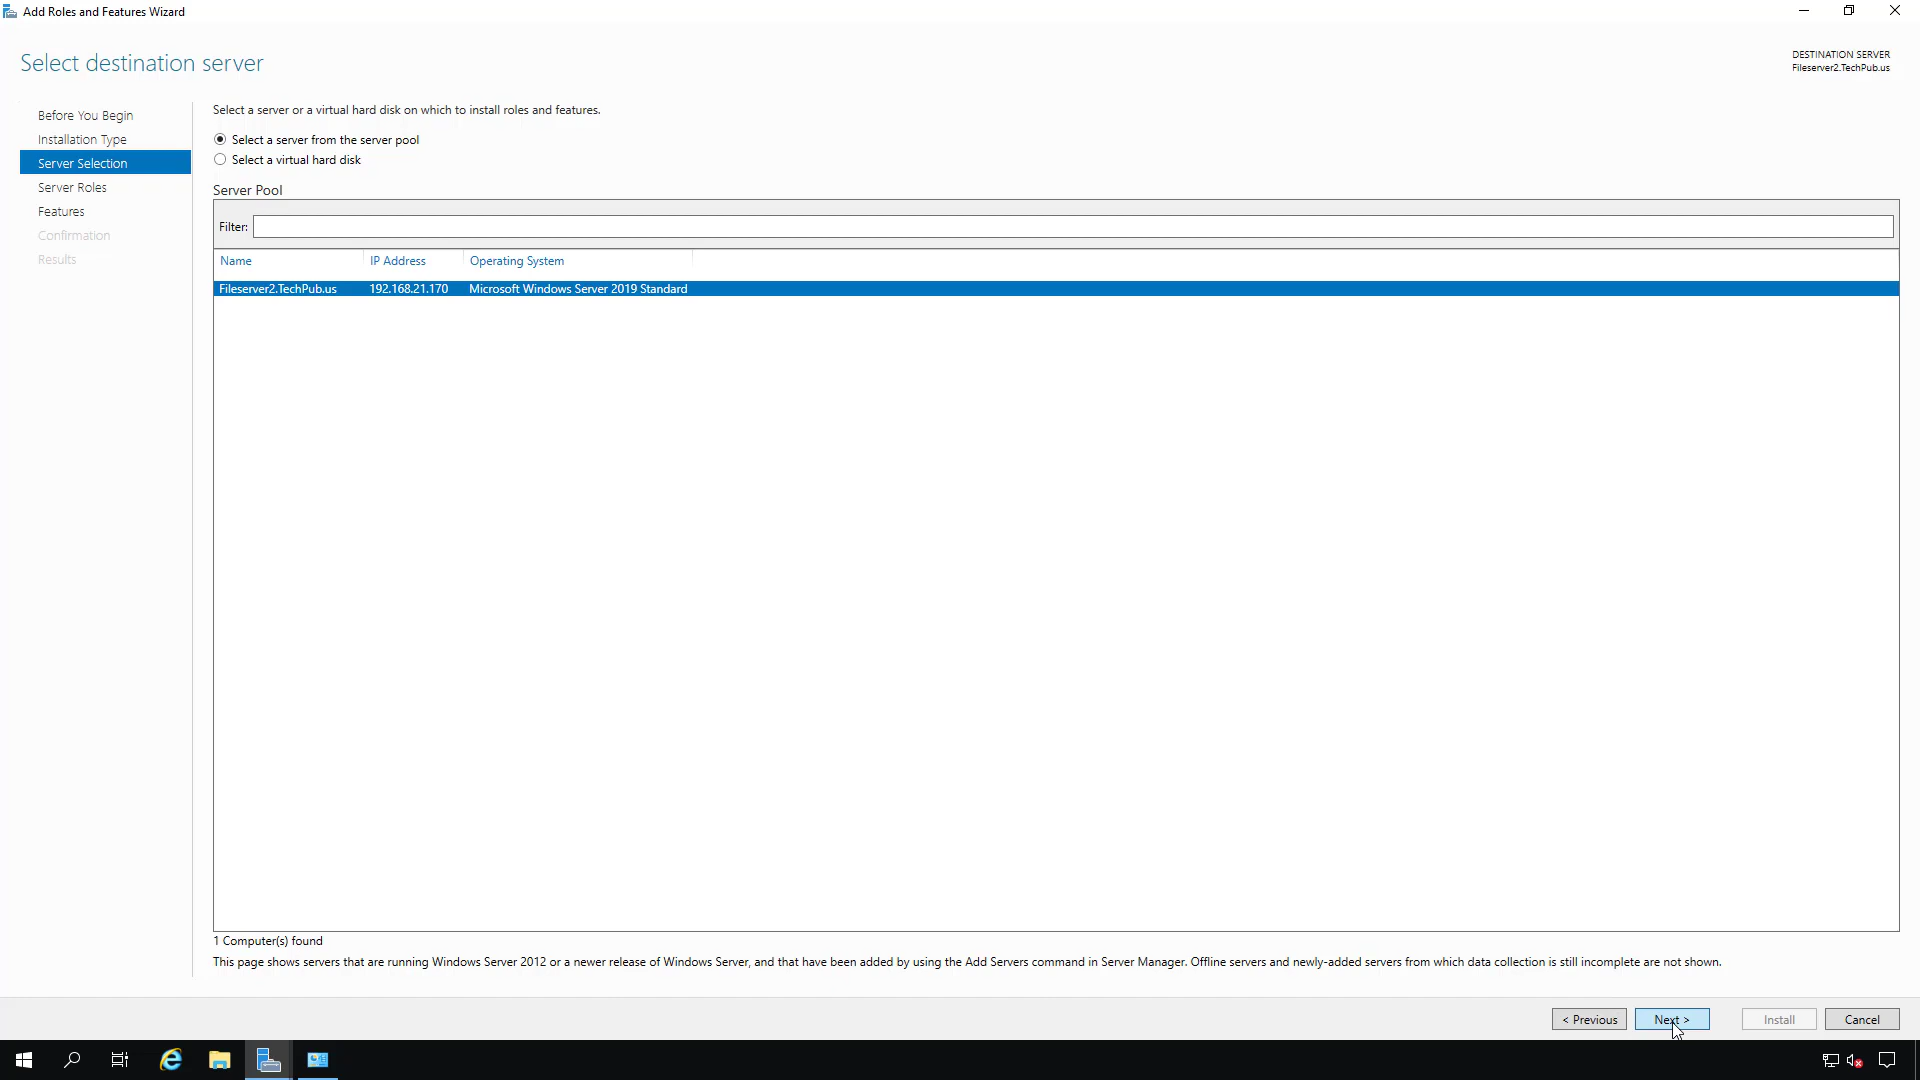 Add Roles and Features Wizard
Select destination server
DESTINATION SERVER
Fileserver2.TechPub.us
Before You Begin
Installation Type
Server Selection
Server Roles
Features
Confirmation
Results
Select a server or a virtual hard disk on which to install roles and features.
Select a server from the server pool
Select a virtual hard disk
Server Pool
Filter:
Name IP Address Operating System
Fileserver2.TechPub.us 192.168.21.170 Microsoft Windows Server 2019 Standard
1 Computer(s) found
This page shows servers that are running Windows Server 2012 or a newer release of Windows Server, and that have been added by using the Add Servers command in Server Manager. Offline servers and newly-added servers from which data collection is still incomplete are not shown.
< Previous Next > Install Cancel